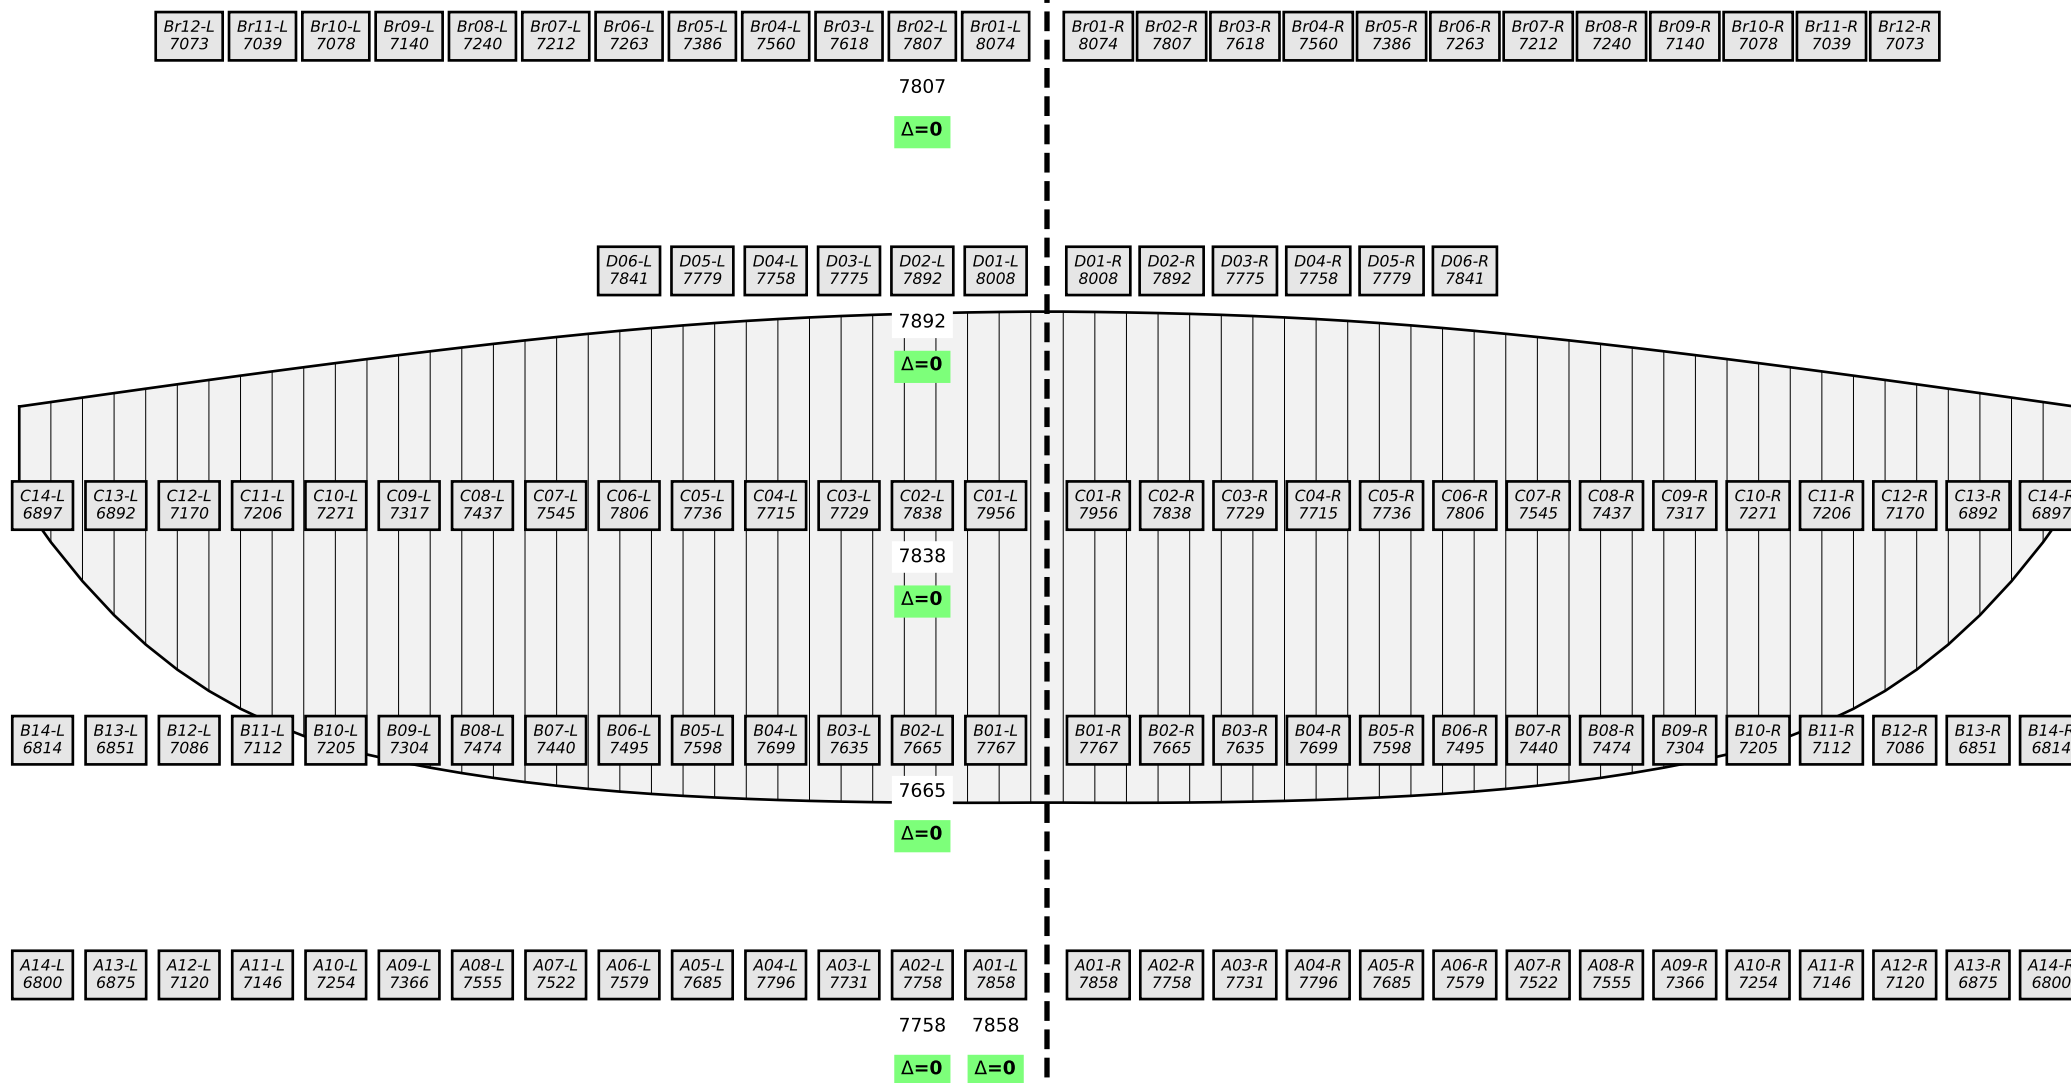 Br12-L Br11-L Br10-L Br09-L Br08-L Br07-L Br06-L Br05-L Br04-L Br03-L Br02-L Br01-L Br01-R Br02-R Br03-R Br04-R Br05-R Br06-R Br07-R Br08-R Br09-R Br10-R Br11-R Br12-R
7073 7039 7078 7140 7240 7212 7263 7386 7560 7618 7807 8074 8074 7807 7618 7560 7386 7263 7212 7240 7140 7078 7039 7073
7807
Δ=0
D06-L D05-L D04-L D03-L D02-L D01-L D01-R D02-R D03-R D04-R D05-R D06-R
7841 7779 7758 7775 7892 8008 8008 7892 7775 7758 7779 7841
7892
Δ=0
C14-L C13-L C12-L C11-L C10-L C09-L C08-L C07-L C06-L C05-L C04-L C03-L C02-L C01-L C01-R C02-R C03-R C04-R C05-R C06-R C07-R C08-R C09-R C10-R C11-R C12-R C13-R C14-R
6897 6892 7170 7206 7271 7317 7437 7545 7806 7736 7715 7729 7838 7956 7956 7838 7729 7715 7736 7806 7545 7437 7317 7271 7206 7170 6892 6897
7838
Δ=0
B14-L B13-L B12-L B11-L B10-L B09-L B08-L B07-L B06-L B05-L B04-L B03-L B02-L B01-L B01-R B02-R B03-R B04-R B05-R B06-R B07-R B08-R B09-R B10-R B11-R B12-R B13-R B14-R
6814 6851 7086 7112 7205 7304 7474 7440 7495 7598 7699 7635 7665 7767 7767 7665 7635 7699 7598 7495 7440 7474 7304 7205 7112 7086 6851 6814
7665
Δ=0
A14-L A13-L A12-L A11-L A10-L A09-L A08-L A07-L A06-L A05-L A04-L A03-L A02-L A01-L A01-R A02-R A03-R A04-R A05-R A06-R A07-R A08-R A09-R A10-R A11-R A12-R A13-R A14-R
6800 6875 7120 7146 7254 7366 7555 7522 7579 7685 7796 7731 7758 7858 7858 7758 7731 7796 7685 7579 7522 7555 7366 7254 7146 7120 6875 6800
7758 7858
Δ=0 Δ=0